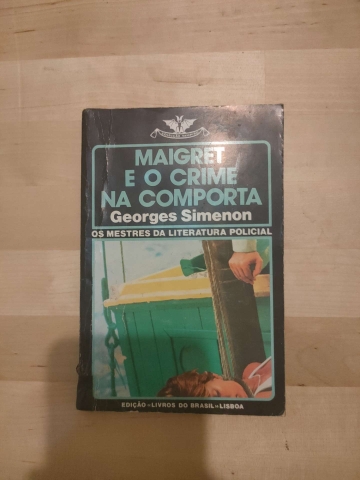 MAIGRET
E O CRIME
NA COMPORTA
Georges Simenon
OS MESTRES DA LITERATURA POLICIAL
EDIÇÃO-LIVROS DO BRASIL-LISBOA